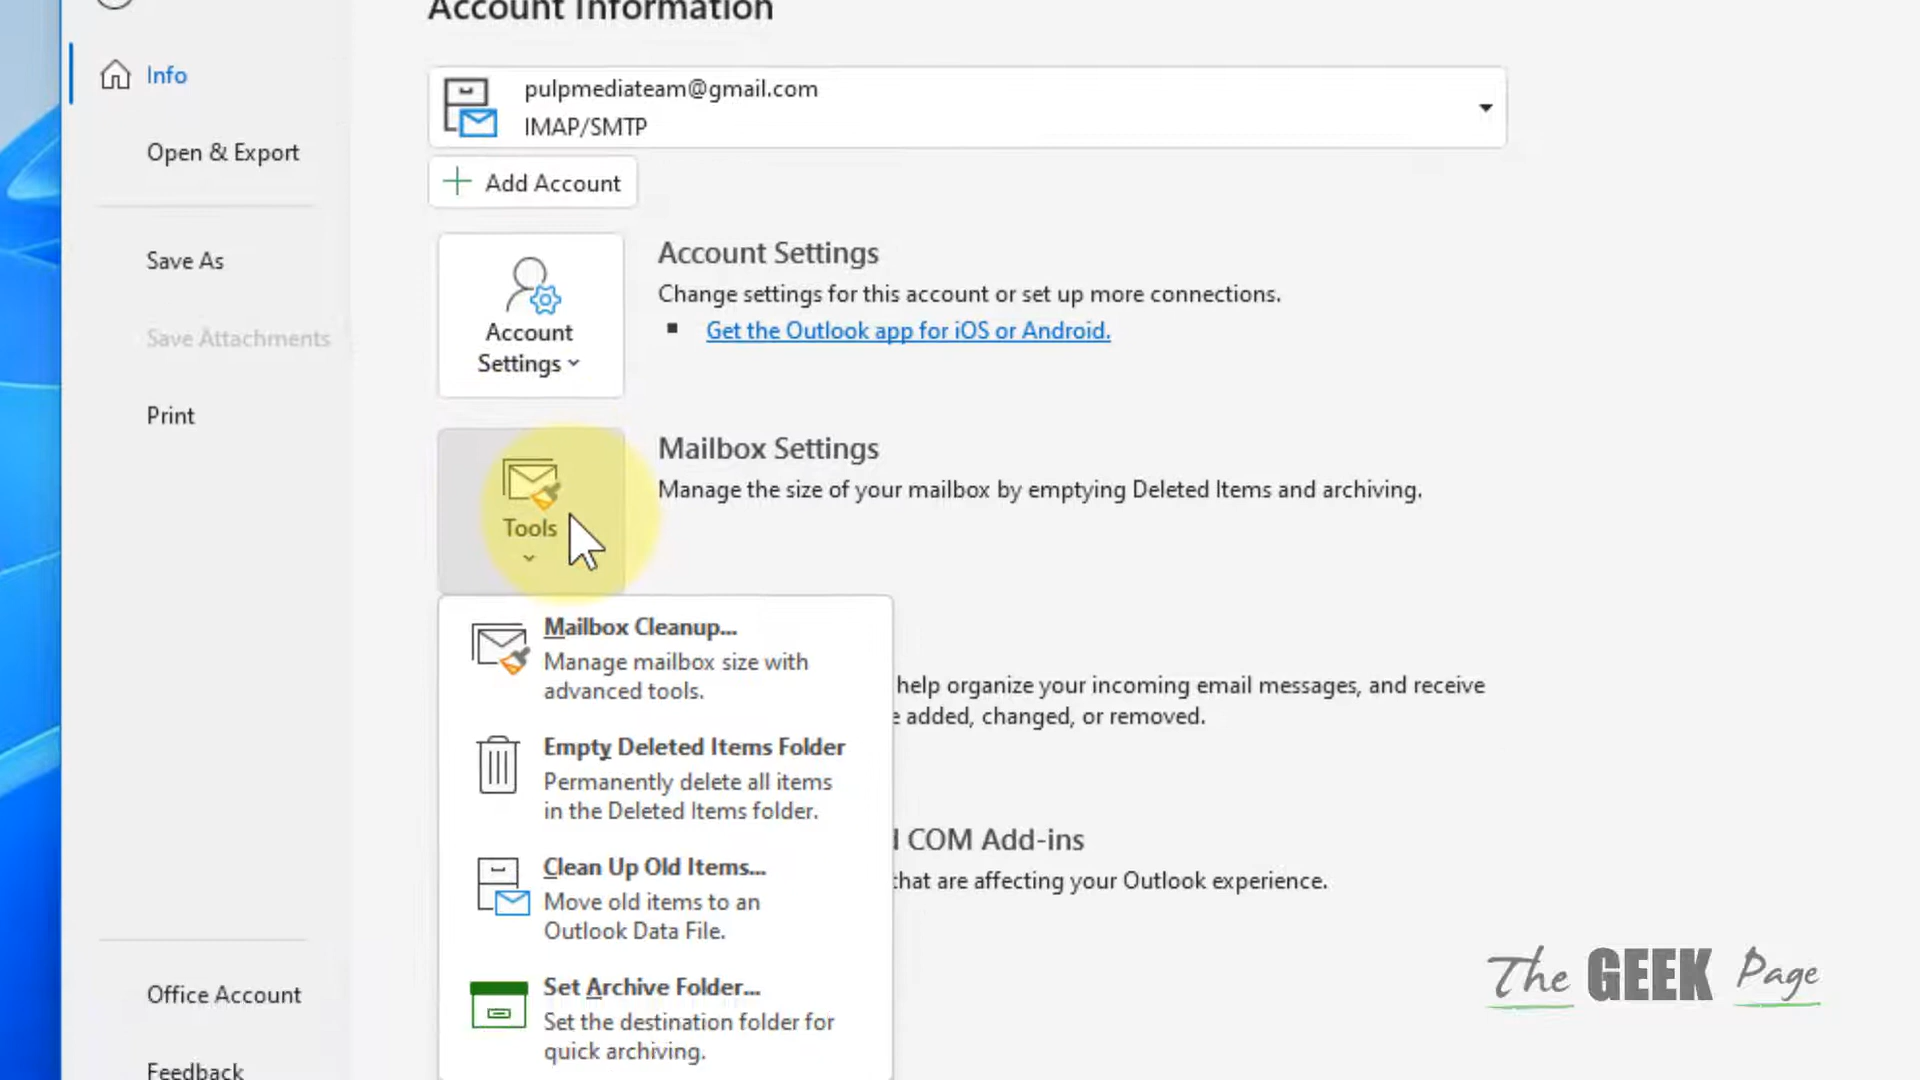 Account Information
Info
pulpmediateam@gmail.com
IMAP/SMTP
Open & Export
Add Account
Save As
Account Settings
Change settings for this account or set up more connections.
Get the Outlook app for iOS or Android.
Account
Settings
Save Attachments
Print
Mailbox Settings
Manage the size of your mailbox by emptying Deleted Items and archiving.
Tools
Mailbox Cleanup...
Manage mailbox size with
advanced tools.
help organize your incoming email messages, and receive
added, changed, or removed.
Empty Deleted Items Folder
Permanently delete all items
in the Deleted Items folder.
COM Add-ins
that are affecting your Outlook experience.
Clean Up Old Items...
Move old items to an
Outlook Data File.
Set Archive Folder...
Set the destination folder for
quick archiving.
Office Account
Feedback
The GEEK Page